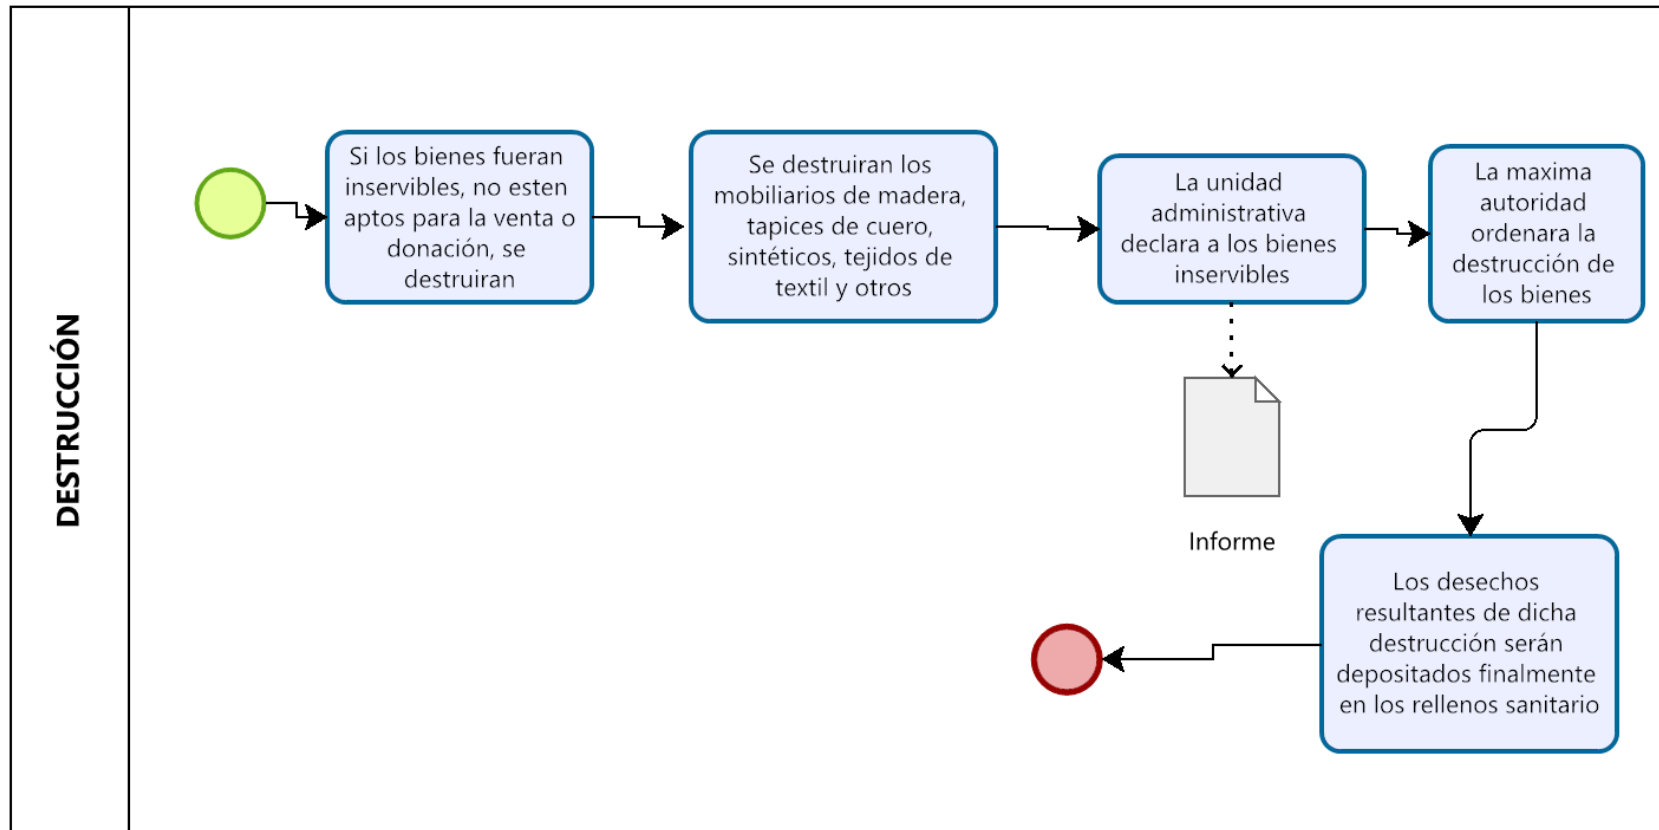 DESTRUCCIÓN
Si los bienes fueran
inservibles, no esten
aptos para la venta o
donación, se
destruiran
Se destruiran los
mobiliarios de madera,
tapices de cuero,
sintéticos, tejidos de
textil y otros
La unidad
administrativa
declara a los bienes
inservibles
La maxima
autoridad
ordenara la
destrucción de
los bienes
Informe
Los desechos
resultantes de dicha
destrucción serán
depositados finalmente
en los rellenos sanitario